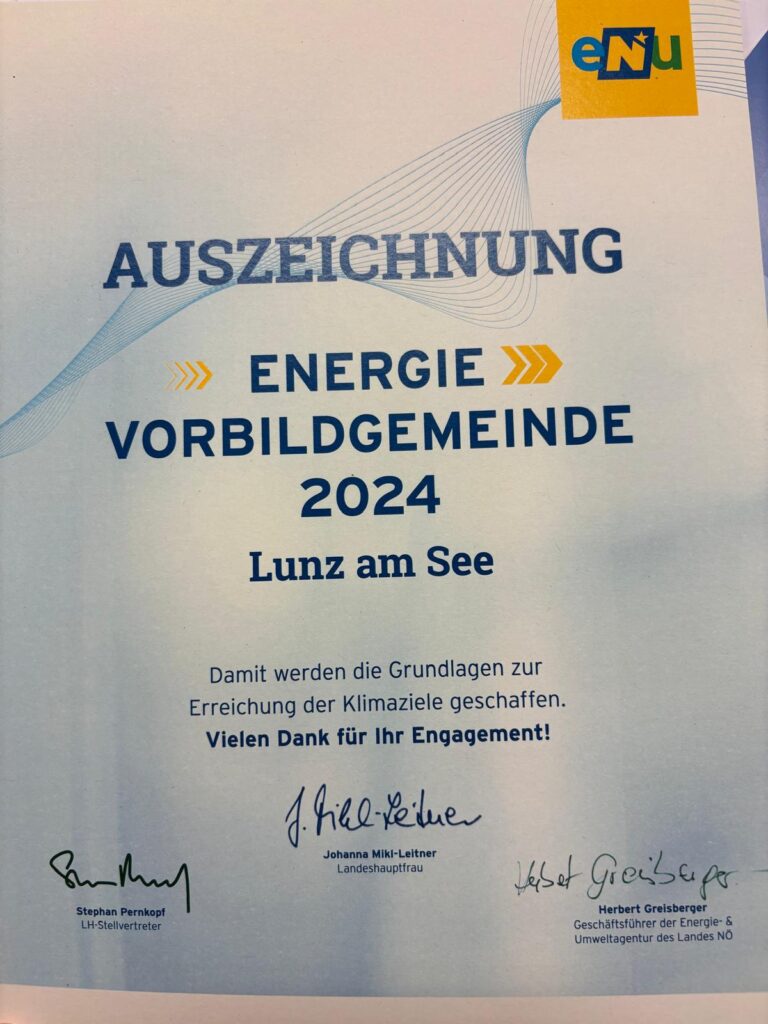 eNu
AUSZEICHNUNG
ENERGIE
VORBILDGEMEINDE
2024
Lunz am See
Damit werden die Grundlagen zur
Erreichung der Klimaziele geschaffen.
Vielen Dank für Ihr Engagement!
J. Mikl-Leitner
Johanna Mikl-Leitner
Landeshauptfrau
Stephan Pernkopf
LH-Stellvertreter
Herbert Greisberger
Herbert Greisberger
Geschäftsführer der Energie- &
Umweltagentur des Landes NÖ